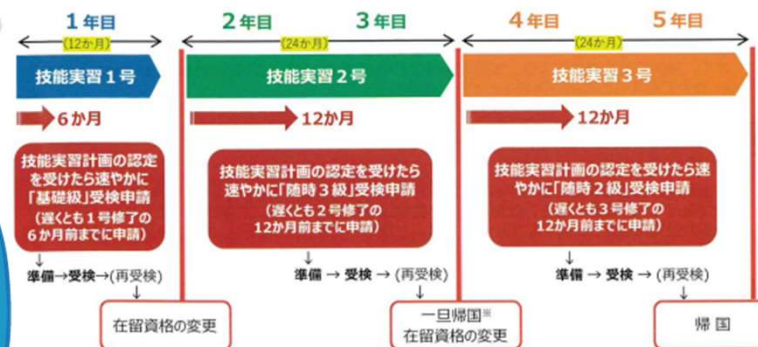 1年目
2年目
3年目
4年目
5年目
(12か月)
(24か月)
(24か月)
技能実習1号
技能実習2号
技能実習3号
6か月
12か月
12か月
技能実習計画の認定
を受けたら速やかに
「基礎級」受検申請
(遅くとも1号修了の
6か月前までに申請)
技能実習計画の認定を受けたら
速やかに「随時3級」受検申請
(遅くとも2号修了の
12か月前までに申請)
技能実習計画の認定を受けたら速
やかに「随時2級」受検申請
(遅くとも3号修了の
12か月前までに申請)
↓
準備→受検→(再受検)
↓
在留資格の変更
↓
準備 → 受検 → (再受検)
↓
一旦帰国※
在留資格の変更
↓
準備 → 受検 → (再受検)
↓
帰 国